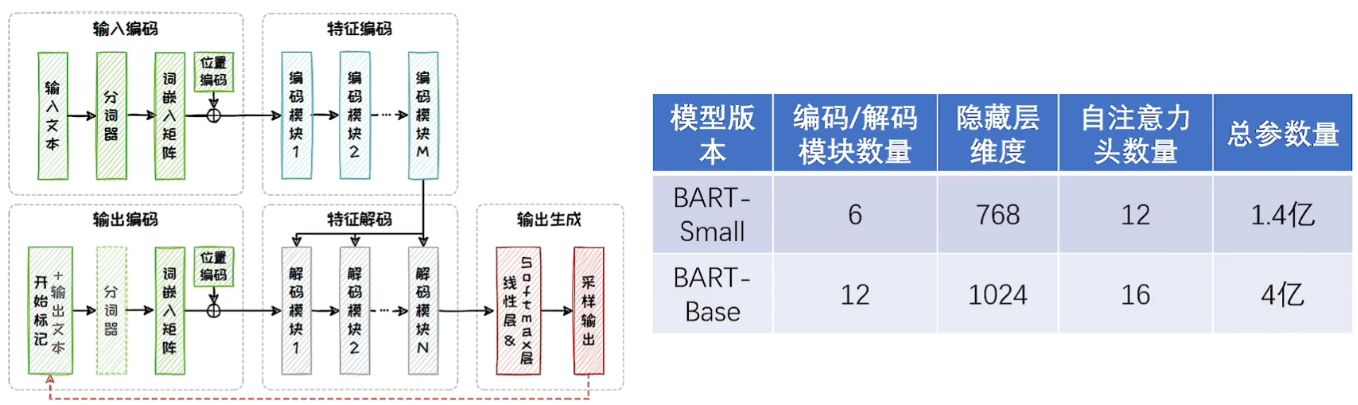 输入编码
输入文本
分词器
词嵌入矩阵
位置
编码
特征编码
编码模块1
编码模块2
...
编码模块M
输出编码
开始标记
+输出文本
分词器
词嵌入矩阵
位置
编码
特征解码
解码模块1
解码模块2
...
解码模块N
输出生成
线性层&
Softmax层
采样输出
模型版
本
编码/解码
模块数量
隐藏层
维度
自注意力
头数量
总参数量
BART-
Small
6
768
12
1.4亿
BART-
Base
12
1024
16
4亿